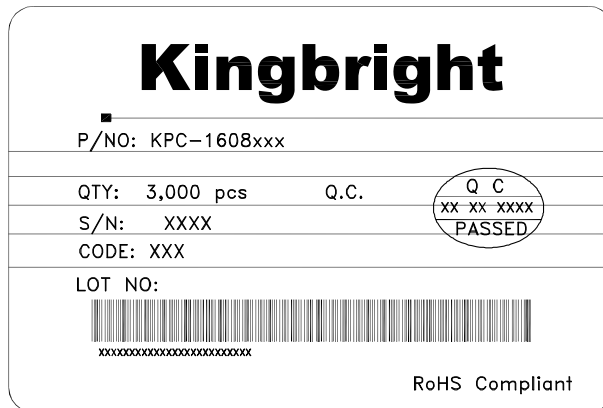 Kingbright
P/NO: KPC-1608xxx
QTY: 3,000 pcs Q.C.
Q C
XX XX XXXX
PASSED
S/N: XXXX
CODE: XXX
LOT NO:
XXXXXXXXXXXXXXXXXXXXXXXXX
RoHS Compliant